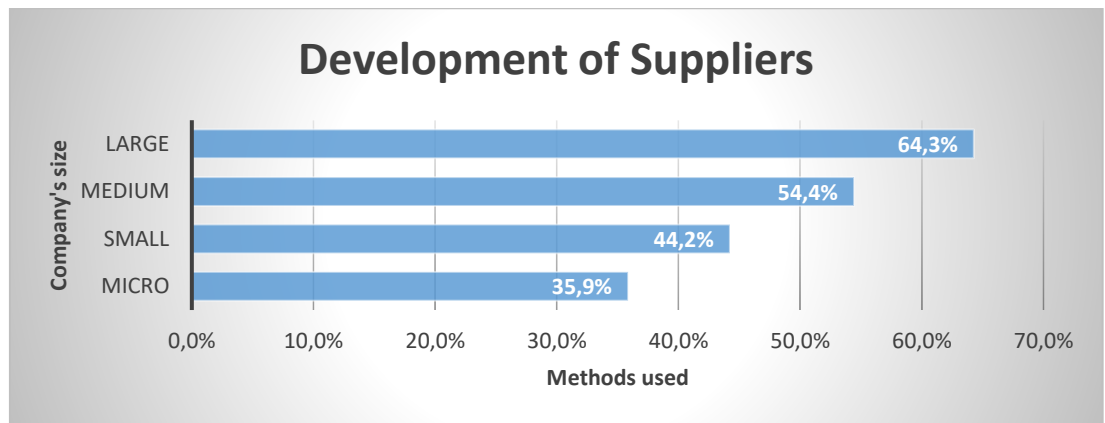 Development of Suppliers
Company's size
LARGE
64,3%
MEDIUM
54,4%
SMALL
44,2%
MICRO
35,9%
0,0% 10,0% 20,0% 30,0% 40,0% 50,0% 60,0% 70,0%
Methods used